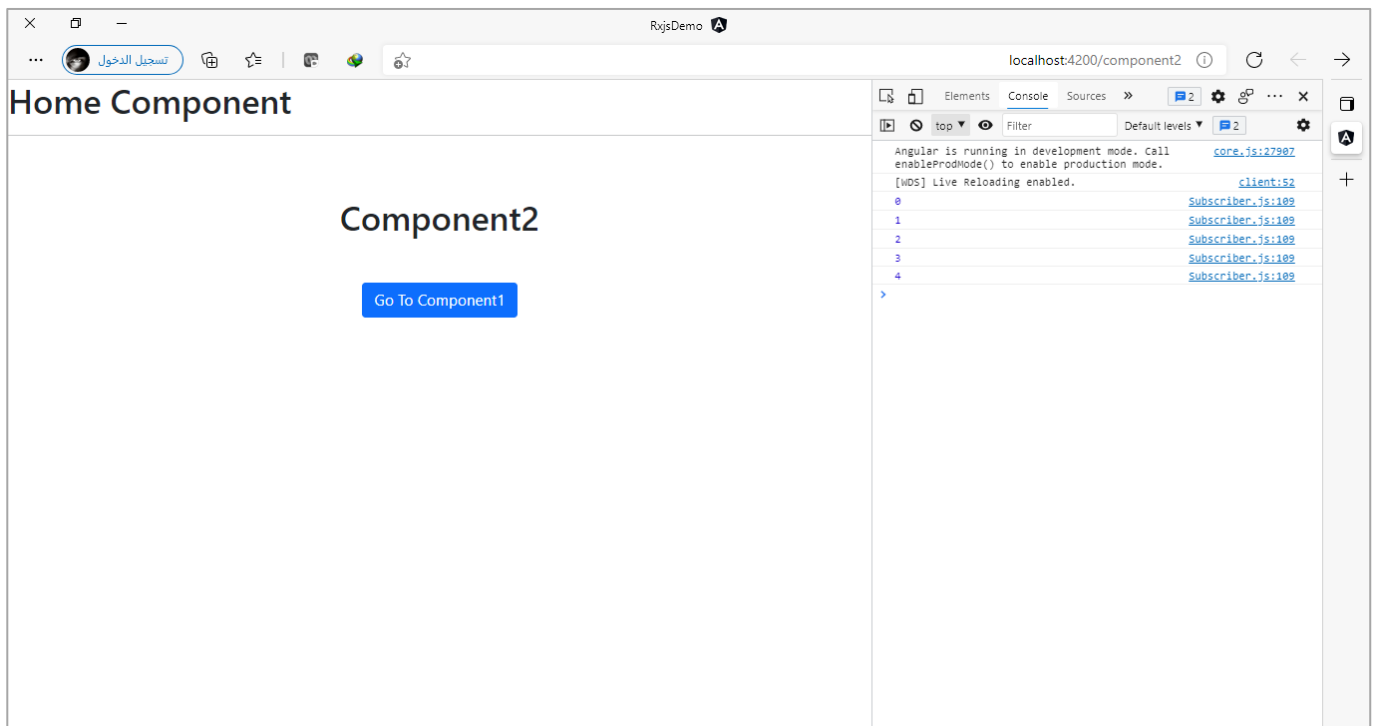 RxjsDemo
تسجيل الدخول
localhost:4200/component2
Home Component
Component2
Go To Component1
Elements Console Sources » 2
top Filter Default levels 2
Angular is running in development mode. Call core.js:27907
enableProdMode() to enable production mode.
[WDS] Live Reloading enabled. client:52
0 Subscriber.js:109
1 Subscriber.js:109
2 Subscriber.js:109
3 Subscriber.js:109
4 Subscriber.js:109